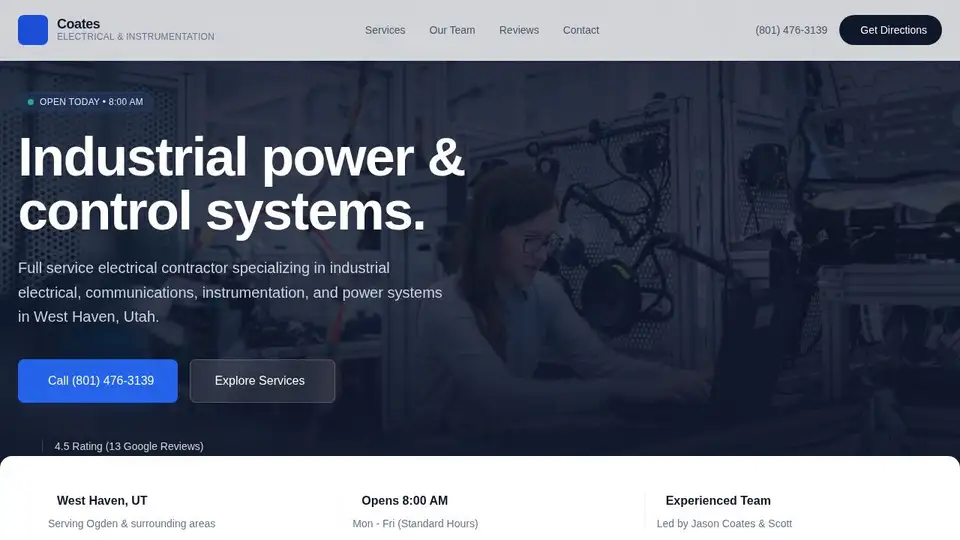 Coates
ELECTRICAL & INSTRUMENTATION
Services
Our Team
Reviews
Contact
(801) 476-3139
Get Directions
OPEN TODAY • 8:00 AM
Industrial power &
control systems.
Full service electrical contractor specializing in industrial
electrical, communications, instrumentation, and power systems
in West Haven, Utah.
Call (801) 476-3139
Explore Services
4.5 Rating (13 Google Reviews)
West Haven, UT
Serving Ogden & surrounding areas
Opens 8:00 AM
Mon - Fri (Standard Hours)
Experienced Team
Led by Jason Coates & Scott